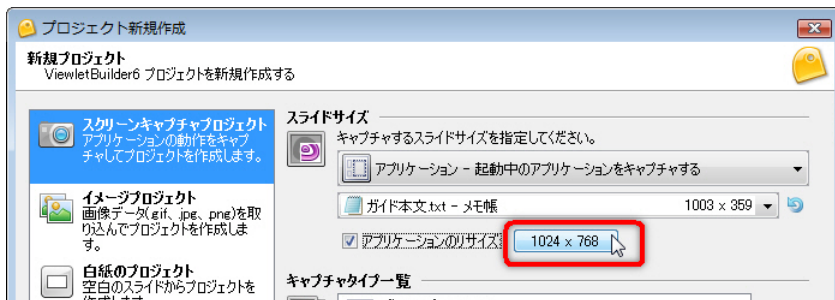 プロジェクト新規作成
新規プロジェクト
ViewletBuilder6 プロジェクトを新規作成する
スクリーンキャプチャプロジェクト
アプリケーションの動作をキャプ
チャしてプロジェクトを作成します。
イメージプロジェクト
画像データ(gif、jpg、png)を取
り込んでプロジェクトを作成しま
す。
白紙のプロジェクト
空白のスライドからプロジェクトを
スライドサイズ
キャプチャするスライドサイズを指定してください。
アプリケーション - 起動中のアプリケーションをキャプチャする
ガイド本文.txt - メモ帳 1003 x 359
アプリケーションのリサイズ 1024 x 768
キャプチャタイプ一覧